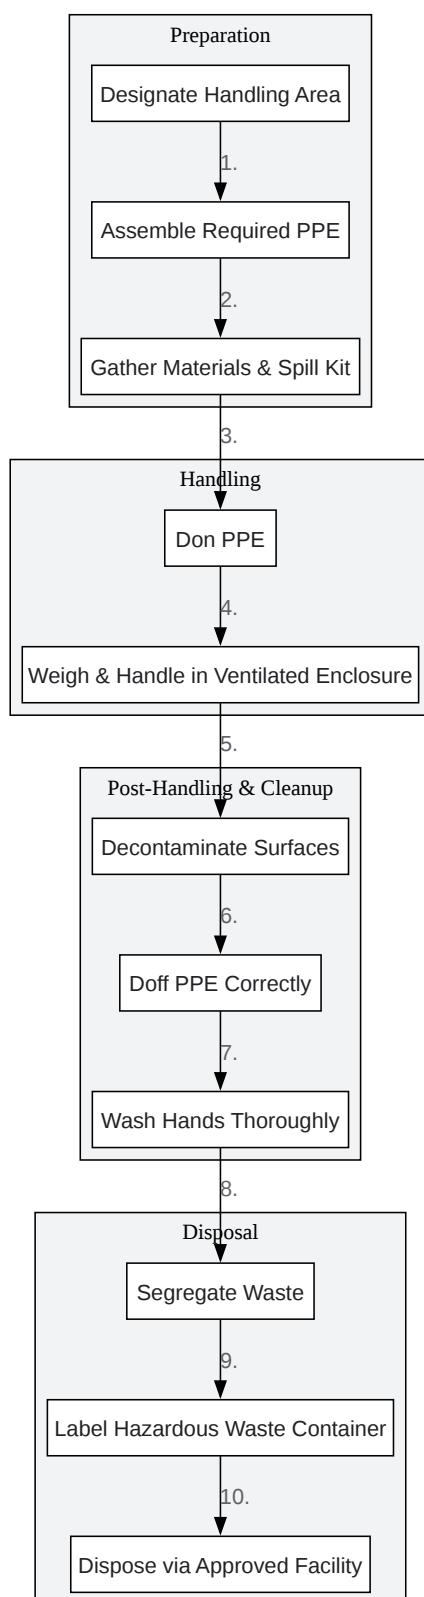 Preparation
Designate Handling Area
1.
Assemble Required PPE
2.
Gather Materials & Spill Kit
3.
Handling
Don PPE
4.
Weigh & Handle in Ventilated Enclosure
5.
Post-Handling & Cleanup
Decontaminate Surfaces
6.
Doff PPE Correctly
7.
Wash Hands Thoroughly
8.
Disposal
Segregate Waste
9.
Label Hazardous Waste Container
10.
Dispose via Approved Facility